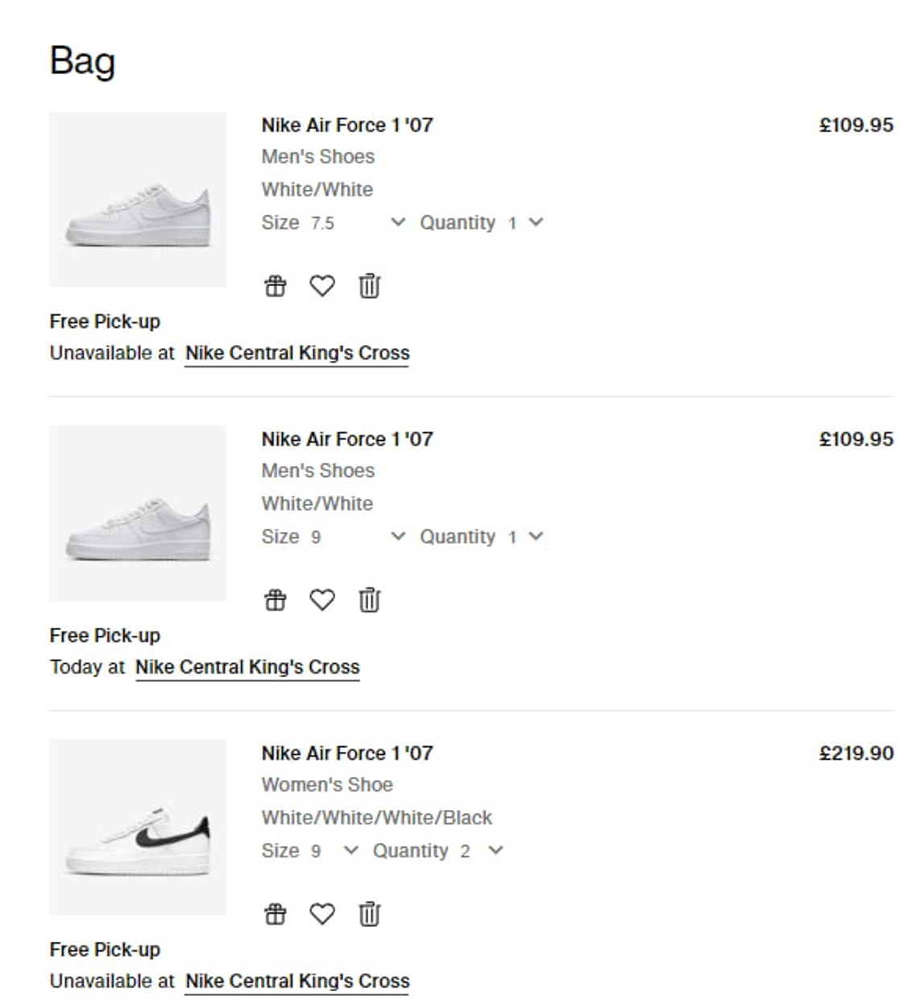 Bag
Nike Air Force 1 '07 £109.95
Men's Shoes
White/White
Size 7.5 Quantity 1
Free Pick-up
Unavailable at Nike Central King's Cross
Nike Air Force 1 '07 £109.95
Men's Shoes
White/White
Size 9 Quantity 1
Free Pick-up
Today at Nike Central King's Cross
Nike Air Force 1 '07 £219.90
Women's Shoe
White/White/White/Black
Size 9 Quantity 2
Free Pick-up
Unavailable at Nike Central King's Cross